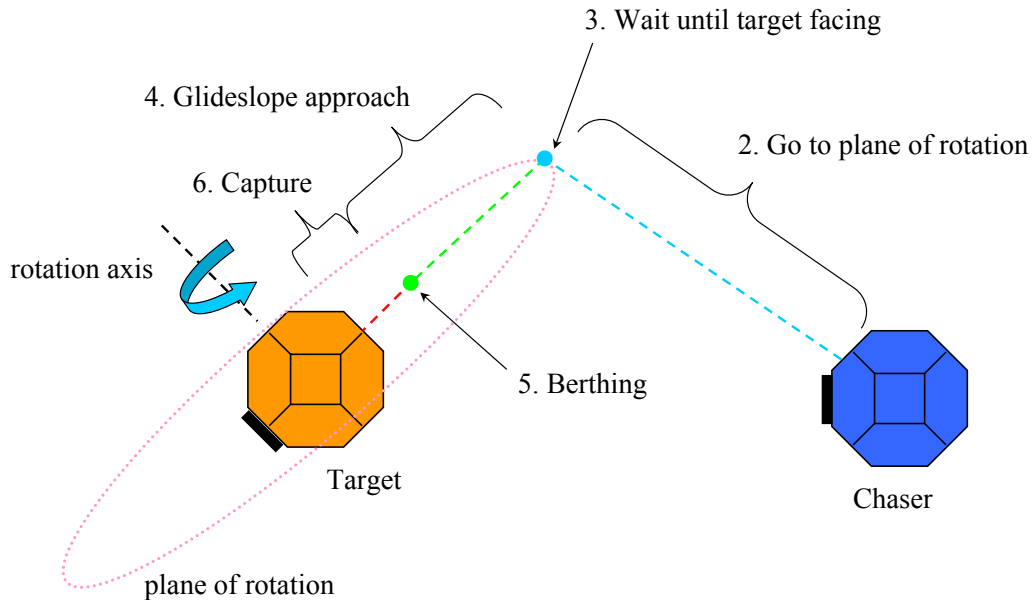 3. Wait until target facing
4. Glideslope approach
2. Go to plane of rotation
6. Capture
rotation axis
5. Berthing
Target
Chaser
plane of rotation